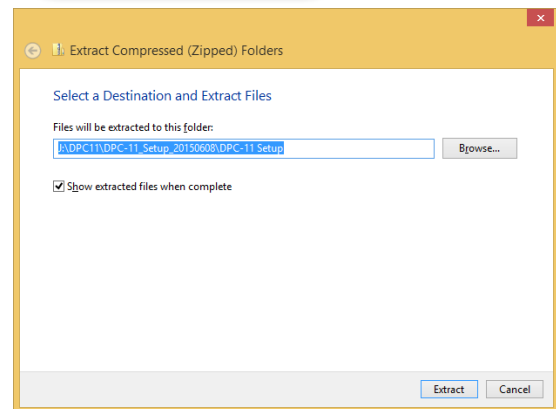 Extract Compressed (Zipped) Folders
Select a Destination and Extract Files
Files will be extracted to this folder:
J:\DPC11\DPC-11_Setup_20150608\DPC-11 Setup
Browse...
Show extracted files when complete
Extract
Cancel